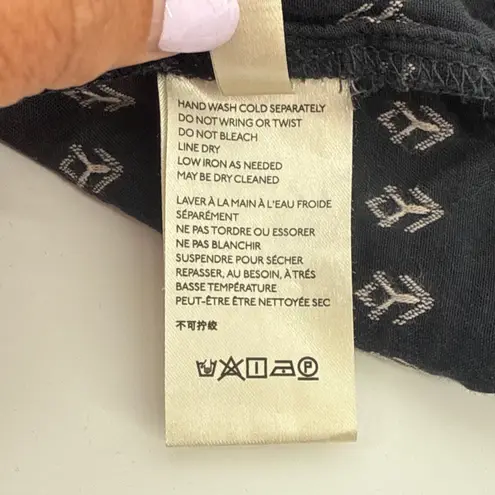 HAND WASH COLD SEPARATELY
DO NOT WRING OR TWIST
DO NOT BLEACH
LINE DRY
LOW IRON AS NEEDED
MAY BE DRY CLEANED
LAVER À LA MAIN À L'EAU FROIDE
SÉPARÉMENT
NE PAS TORDRE OU ESSORER
NE PAS BLANCHIR
SUSPENDRE POUR SÉCHER
REPASSER, AU BESOIN, À TRÉS
BASSE TEMPÉRATURE
PEUT-ÊTRE ÊTRE NETTOYÉE SEC
不可拧绞
P